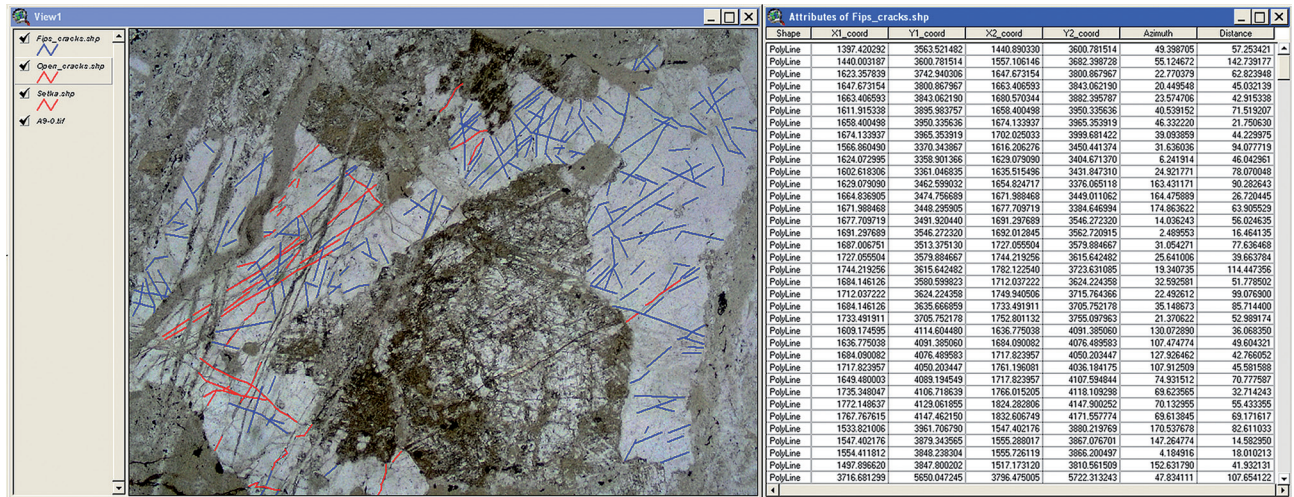 View1
Fips_cracks.shp
Open_cracks.shp
Setka.shp
A9-0.tif
Attributes of Fips_cracks.shp
Shape X1_coord Y1_coord X2_coord Y2_coord Azimuth Distance
PolyLine 1397.420292 3563.521482 1440.890330 3600.781514 49.398705 57.253421
PolyLine 1440.003187 3600.781514 1557.106146 3682.398728 55.124672 142.739177
PolyLine 1623.357839 3742.940306 1647.673154 3800.867967 22.770379 62.823948
PolyLine 1647.673154 3800.867967 1663.406593 3843.062190 20.449548 45.032139
PolyLine 1663.406593 3843.062190 1680.570344 3882.395787 23.574706 42.915338
PolyLine 1611.915338 3895.983757 1658.400498 3950.335636 40.539152 71.519207
PolyLine 1658.400498 3950.335636 1674.133937 3965.353919 46.332220 21.750630
PolyLine 1674.133937 3965.353919 1702.025033 3999.681422 39.093859 44.229975
PolyLine 1566.860490 3370.343867 1616.206276 3450.441374 31.636036 94.077719
PolyLine 1624.072995 3358.901366 1629.079090 3404.671370 6.241914 46.042961
PolyLine 1602.618306 3361.046835 1635.515496 3431.847310 24.921771 78.070048
PolyLine 1629.079090 3462.599032 1654.824717 3376.065118 163.431171 90.282643
PolyLine 1664.836905 3474.756689 1671.988468 3449.011062 164.475889 26.720445
PolyLine 1671.988468 3448.295905 1677.709719 3384.646994 174.863622 63.905529
PolyLine 1677.709719 3491.920440 1691.297689 3546.272320 14.036243 56.024635
PolyLine 1691.297689 3546.272320 1692.012845 3562.720915 2.489553 16.464135
PolyLine 1687.006751 3513.375130 1727.055504 3579.884667 31.054271 77.636468
PolyLine 1727.055504 3579.884667 1744.219256 3615.642482 25.641006 39.663784
PolyLine 1744.219256 3615.642482 1782.122540 3723.631085 19.340735 114.447356
PolyLine 1684.146126 3580.599823 1712.037222 3624.224358 32.592581 51.778502
PolyLine 1712.037222 3624.224358 1749.940506 3715.764366 22.492612 99.076900
PolyLine 1684.146126 3635.666859 1733.491911 3705.752178 35.148673 85.714400
PolyLine 1733.491911 3705.752178 1752.801132 3755.097963 21.370622 52.989174
PolyLine 1609.174595 4114.604480 1636.775038 4091.385060 130.072890 36.068350
PolyLine 1636.775038 4091.385060 1684.090082 4076.489583 107.474774 49.604321
PolyLine 1684.090082 4076.489583 1717.823957 4050.203447 127.926462 42.766052
PolyLine 1717.823957 4050.203447 1761.196081 4036.184175 107.912509 45.581588
PolyLine 1649.480003 4089.194549 1717.823957 4107.594844 74.931512 70.777587
PolyLine 1735.348047 4106.718639 1766.015205 4118.109298 69.623565 32.714243
PolyLine 1772.148637 4129.061855 1824.282806 4147.900252 70.132955 55.433355
PolyLine 1767.767615 4147.462150 1832.606749 4171.557774 69.613845 69.171617
PolyLine 1533.821006 3961.706790 1547.402176 3880.219769 170.537678 82.611033
PolyLine 1547.402176 3879.343565 1555.288017 3867.076701 147.264774 14.582950
PolyLine 1554.411812 3848.238304 1555.726119 3866.200497 4.184916 18.010213
PolyLine 1497.896620 3847.800202 1517.173120 3810.561509 152.631790 41.932131
PolyLine 3716.681299 5650.047245 3796.475005 5722.313243 47.834111 107.654122